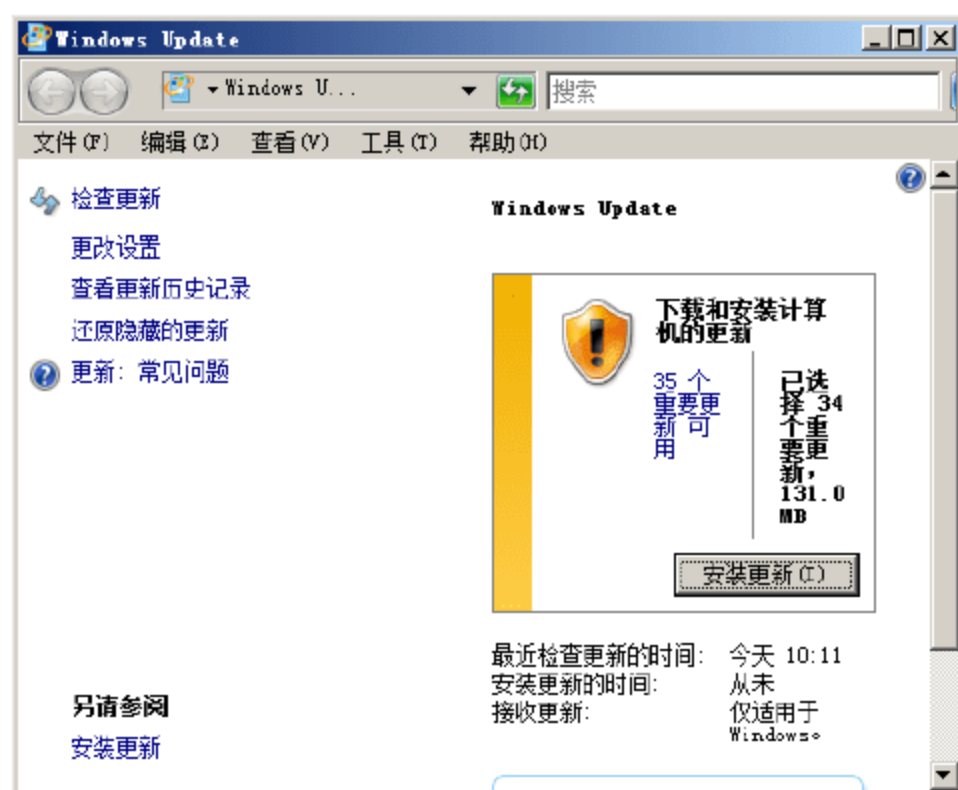 Windows Update
Windows U...
搜索
文件(F) 编辑(E) 查看(V) 工具(T) 帮助(H)
检查更新
更改设置
查看更新历史记录
还原隐藏的更新
更新: 常见问题
另请参阅
安装更新
Windows Update
下载和安装计算
机的更新
35 个
重要更
新 可
用
已选
择 34
个重
要更
新，
131.0
MB
安装更新(I)
最近检查更新的时间: 今天 10:11
安装更新的时间: 从未
接收更新: 仅适用于
Windows。